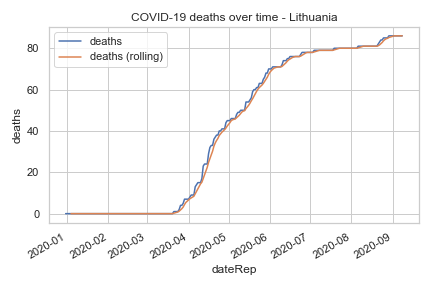 COVID-19 deaths over time - Lithuania
deaths
deaths (rolling)
80
60
40
20
0
deaths
2020-01
2020-02
2020-03
2020-04
2020-05
2020-06
2020-07
2020-08
2020-09
dateRep